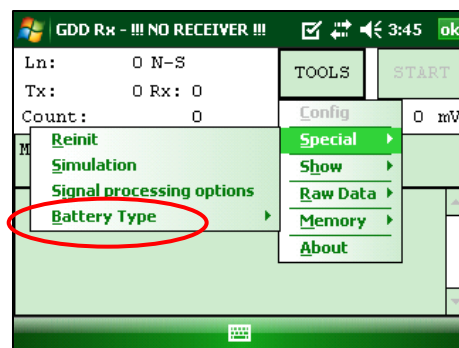 GDD Rx - !!! NO RECEIVER !!! 3:45 ok
Ln: 0 N-S
TOOLS START
Tx: 0 Rx: 0
Count: 0 0 mV
Config
Special
Show
Raw Data
Memory
About
M
Reinit
Simulation
Signal processing options
Battery Type